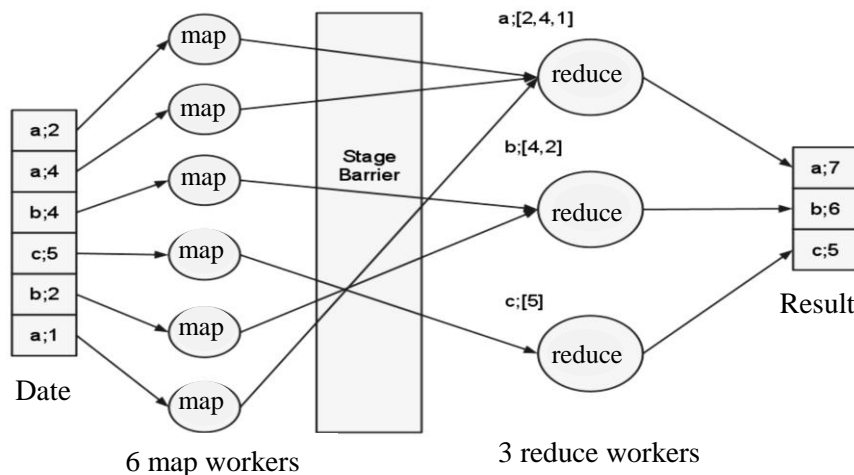 a;2
a;4
b;4
c;5
b;2
a;1
Date
map
map
map
map
map
map
6 map workers
Stage
Barrier
a;[2,4,1]
reduce
b;[4,2]
reduce
c;[5]
reduce
3 reduce workers
a;7
b;6
c;5
Result